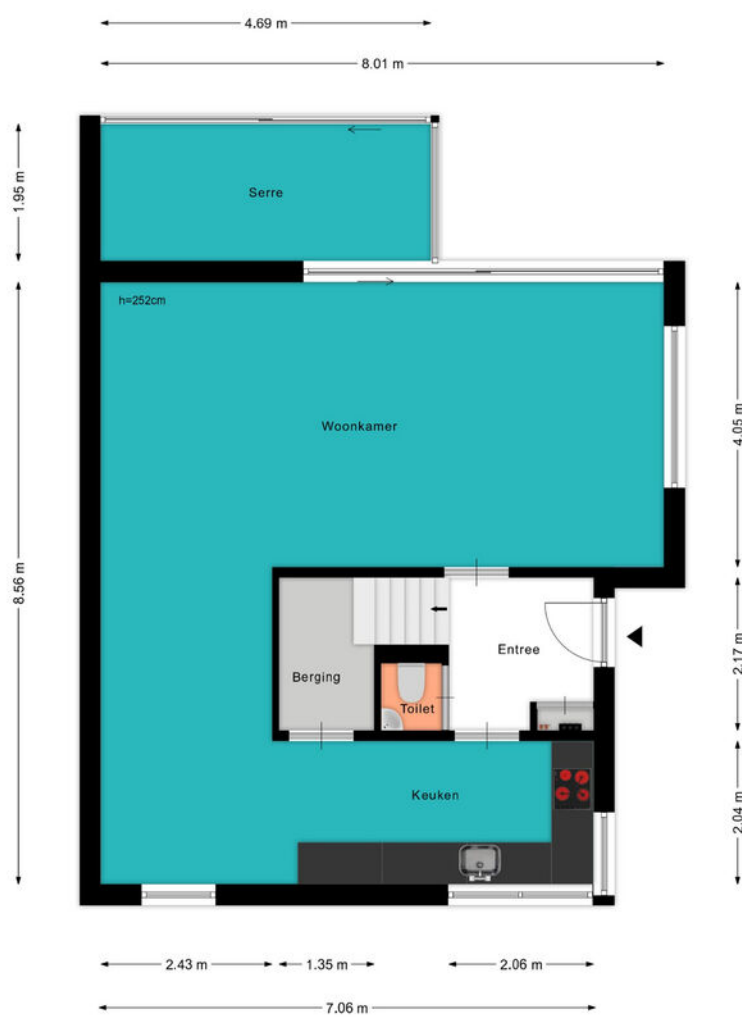 4.69 m
8.01 m
1.95 m
Serre
h=252cm
Woonkamer
4.05 m
8.56 m
Entree
2.17 m
Berging
Toilet
Keuken
2.04 m
2.43 m
1.35 m
2.06 m
7.06 m